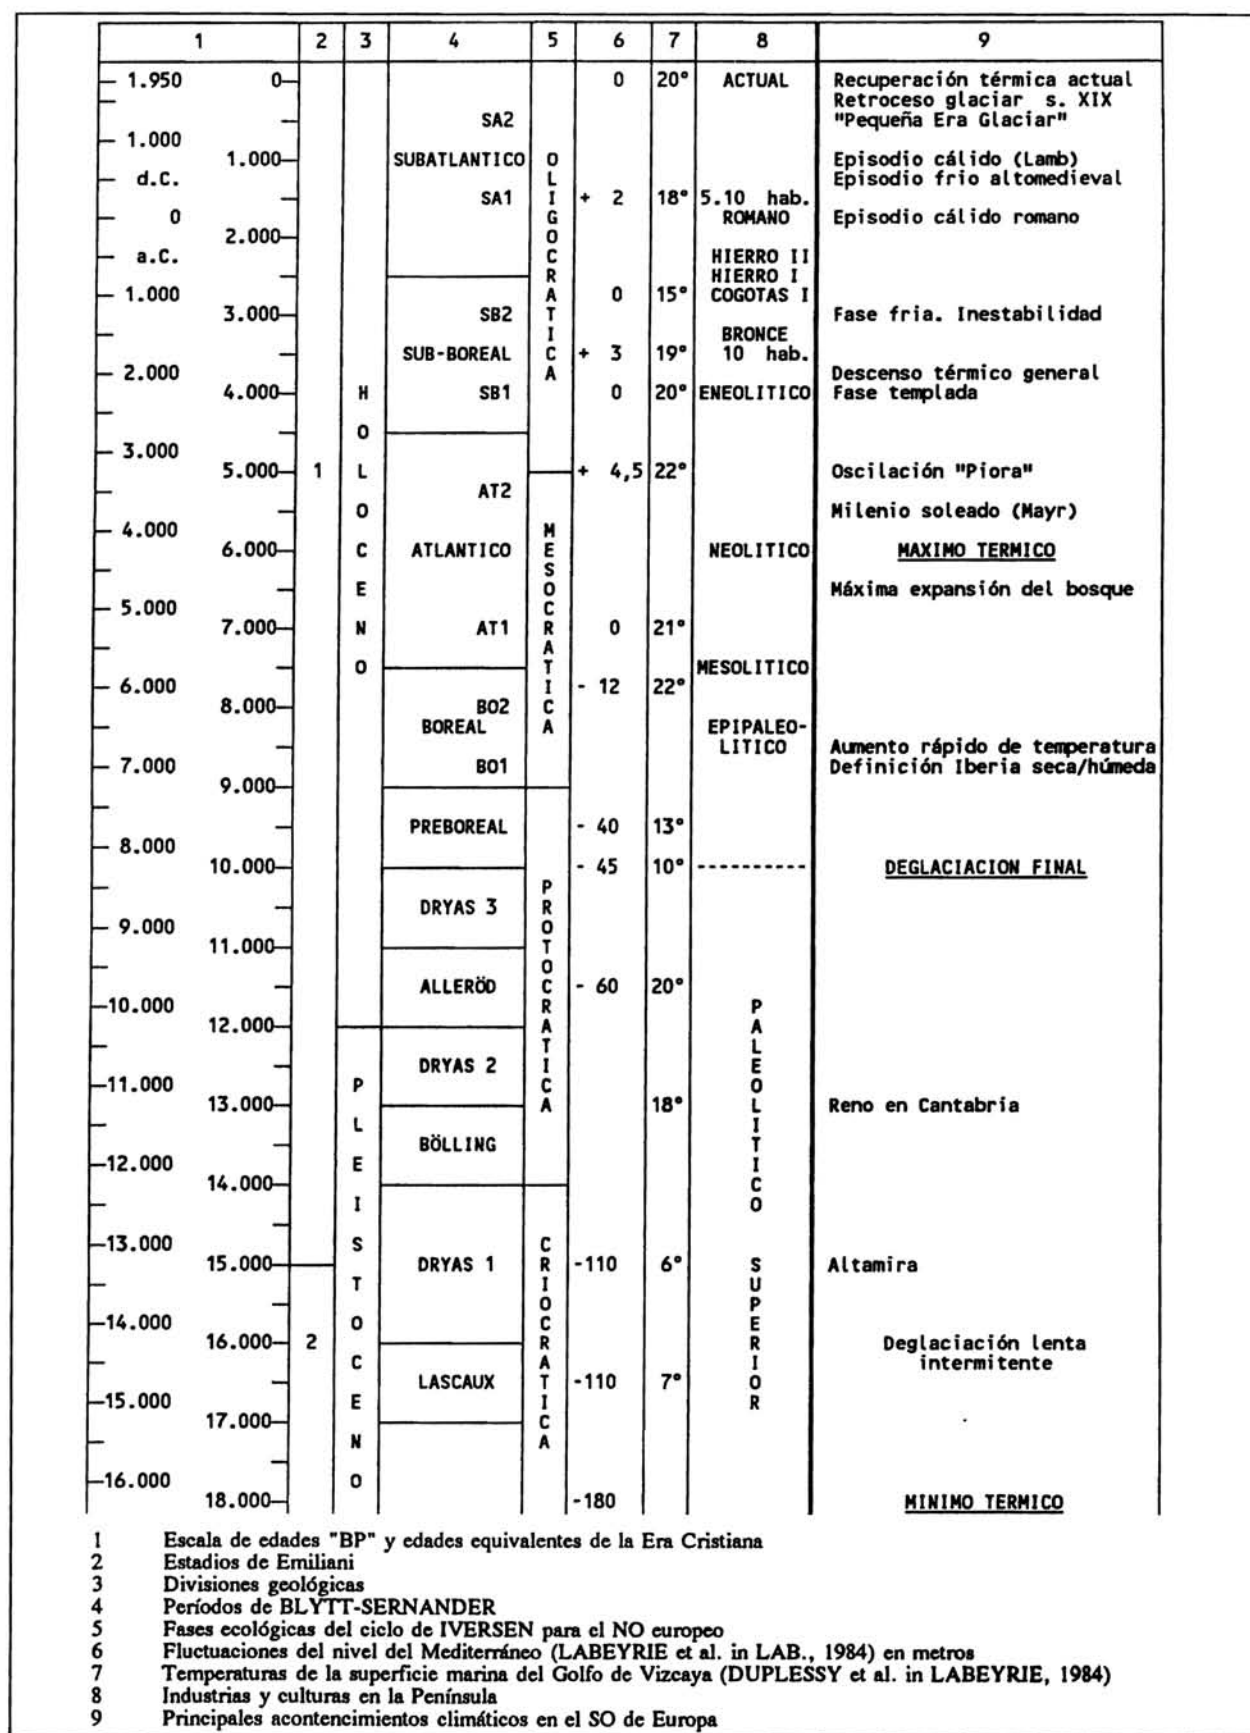 1 2 3 4 5 6 7 8 9
1.950 0 0 20° ACTUAL Recuperación térmica actual
Retroceso glaciar s. XIX
SA2 "Pequeña Era Glaciar"
1.000
1.000 SUBATLANTICO Episodio cálido (Lamb)
d.C. Episodio frio altomedieval
SA1 + 2 18° 5.10 hab.
0 ROMANO Episodio cálido romano
2.000
a.C. HIERRO II
HIERRO I
1.000 0 15° COGOTAS I
3.000 SB2 Fase fria. Inestabilidad
BRONCE
SUB-BOREAL + 3 19° 10 hab.
2.000 Descenso térmico general
4.000 SB1 0 20° ENEOLITICO Fase templada
3.000
5.000 1 + 4,5 22° Oscilación "Piora"
AT2
Milenio soleado (Mayr)
4.000
6.000 ATLANTICO NEOLITICO MAXIMO TERMICO
Máxima expansión del bosque
5.000
7.000 AT1 0 21°
MESOLITICO
6.000 - 12 22°
8.000 BO2
BOREAL EPIPALEO-
LITICO Aumento rápido de temperatura
7.000 BO1 Definición Iberia seca/húmeda
9.000
PREBOREAL - 40 13°
8.000
10.000 - 45 10° ---------- DEGLACIACION FINAL
DRYAS 3
9.000
11.000
ALLERÖD - 60 20°
10.000
12.000
DRYAS 2
11.000
13.000 18° Reno en Cantabria
BÖLLING
12.000
14.000
13.000
15.000 DRYAS 1 -110 6° Altamira
14.000
16.000 2 Deglaciación lenta
intermitente
LASCAUX -110 7°
15.000
17.000
16.000
18.000 -180 MINIMO TERMICO
HOLOCENO
PLEISTOCENO
OLIGOCRATICA
MESOCRATICA
PROTOCRATICA
CRIOCRATICA
PALEOLITICO SUPERIOR
1 Escala de edades "BP" y edades equivalentes de la Era Cristiana
2 Estadios de Emiliani
3 Divisiones geológicas
4 Períodos de BLYTT-SERNANDER
5 Fases ecológicas del ciclo de IVERSEN para el NO europeo
6 Fluctuaciones del nivel del Mediterráneo (LABEYRIE et al. in LAB., 1984) en metros
7 Temperaturas de la superficie marina del Golfo de Vizcaya (DUPLESSY et al. in LABEYRIE, 1984)
8 Industrias y culturas en la Península
9 Principales acontencimientos climáticos en el SO de Europa